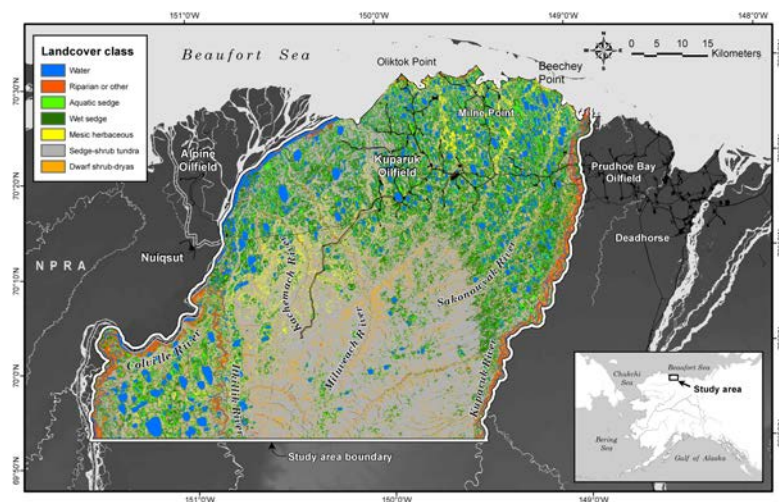 151°0'W
150°0'W
149°0'W
148°0'W
Landcover class
Water
Riparian or other
Aquatic sedge
Wet sedge
Mesic herbaceous
Sedge-shrub tundra
Dwarf shrub-dryas
Beaufort Sea
Oliktok Point
Beechey
Point
0 5 10 15
Kilometers
N
70°30'N
70°20'N
70°10'N
70°0'N
69°50'N
Milne Point
Alpine
Oilfield
Kuparuk
Oilfield
Prudhoe Bay
Oilfield
Deadhorse
Nuiqsut
NPRA
Kachemach River
Sakonowyak River
Miluveach River
Colville River
Itkillik River
Kuparuk River
Study area boundary
Beaufort Sea
Chukchi
Sea
Study area
Bering
Sea
Gulf of Alaska
151°0'W
150°0'W
149°0'W